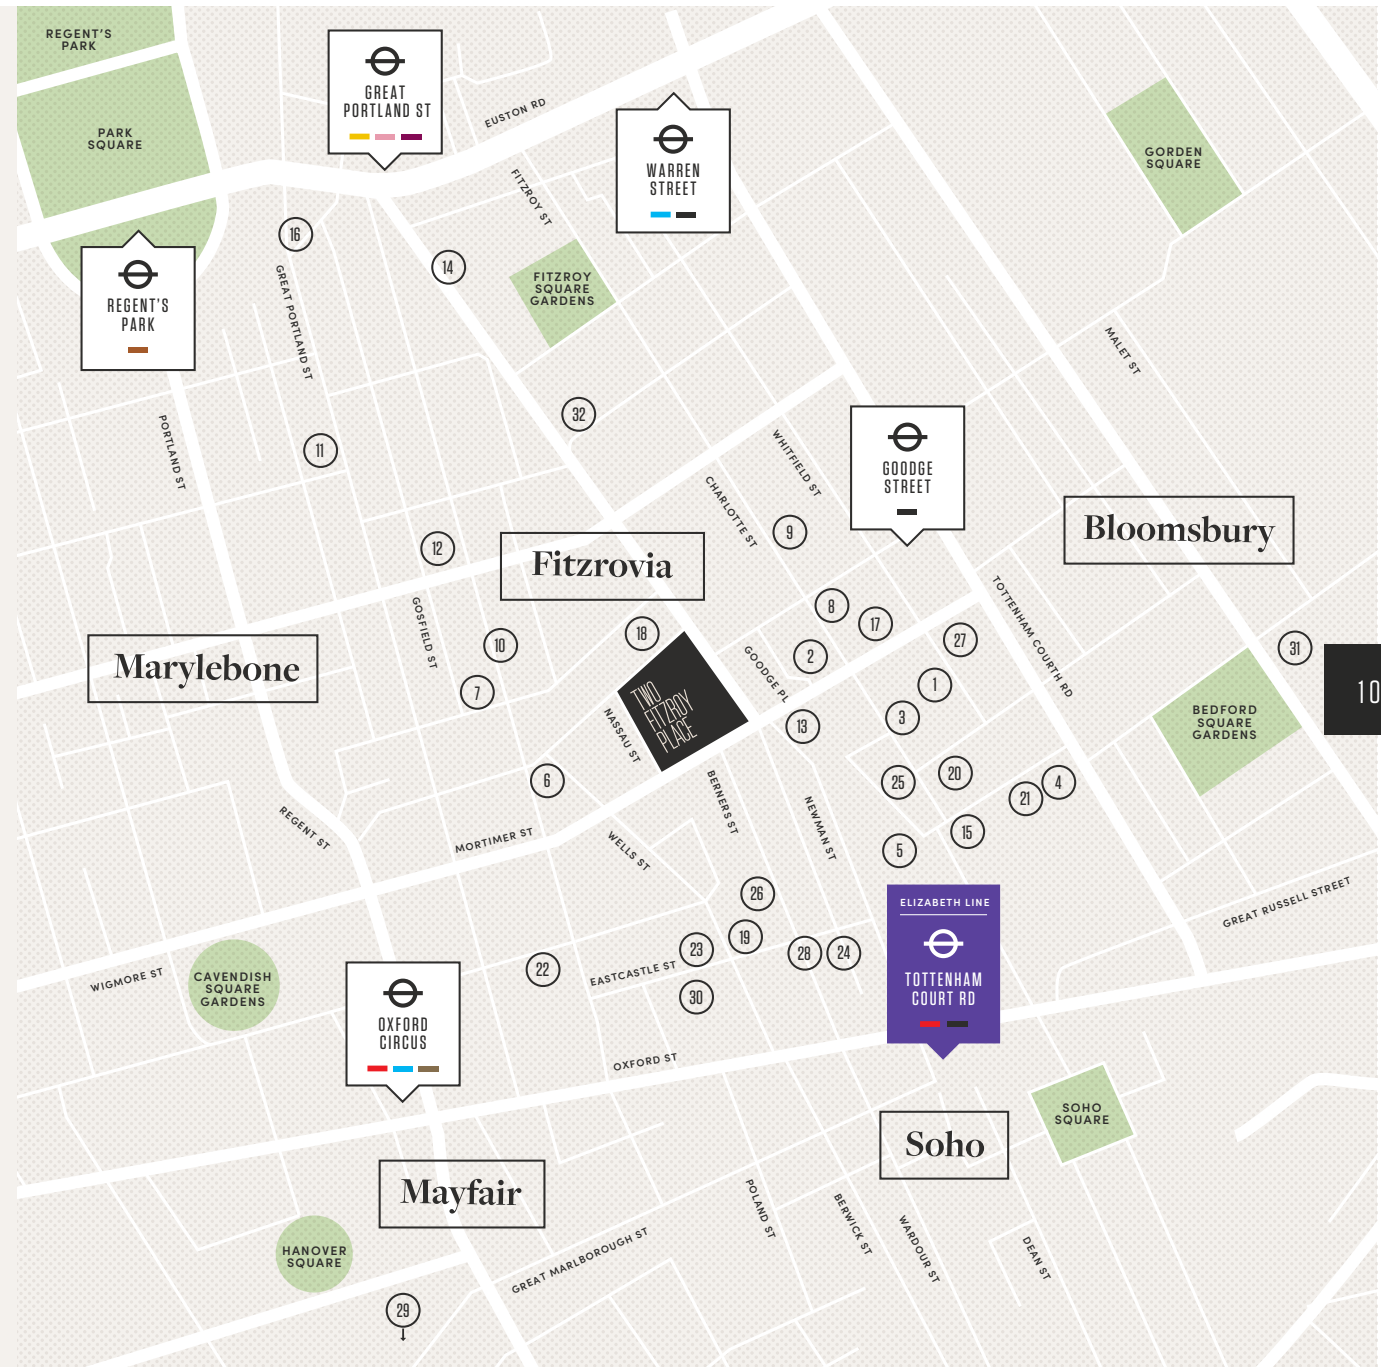 REGENT'S
PARK
PARK
SQUARE
GREAT
PORTLAND ST
EUSTON RD
WARREN
STREET
GORDEN
SQUARE
FITZROY ST
16
14
REGENT'S
PARK
GREAT PORTLAND ST
FITZROY
SQUARE
GARDENS
MALET ST
32
11
PORTLAND ST
WHITFIELD ST
CHARLOTTE ST
GOODGE
STREET
9
Bloomsbury
12
Fitzrovia
GOSFIELD ST
TOTTENHAM COURTH RD
8
17
18
10
2
27
31
Marylebone
7
GOODGE PL
1
3
13
10
TWO
FITZROY
PLACE
NASSAU ST
BEDFORD
SQUARE
GARDENS
6
BERNERS ST
25
20
4
21
NEWMAN ST
15
5
REGENT ST
MORTIMER ST
WELLS ST
26
GREAT RUSSELL STREET
ELIZABETH LINE
TOTTENHAM
COURT RD
19
23
28
24
22
EASTCASTLE ST
30
WIGMORE ST
CAVENDISH
SQUARE
GARDENS
OXFORD
CIRCUS
OXFORD ST
SOHO
SQUARE
Soho
Mayfair
POLAND ST
BERWICK ST
WARDOUR ST
DEAN ST
HANOVER
SQUARE
GREAT MARLBOROUGH ST
29